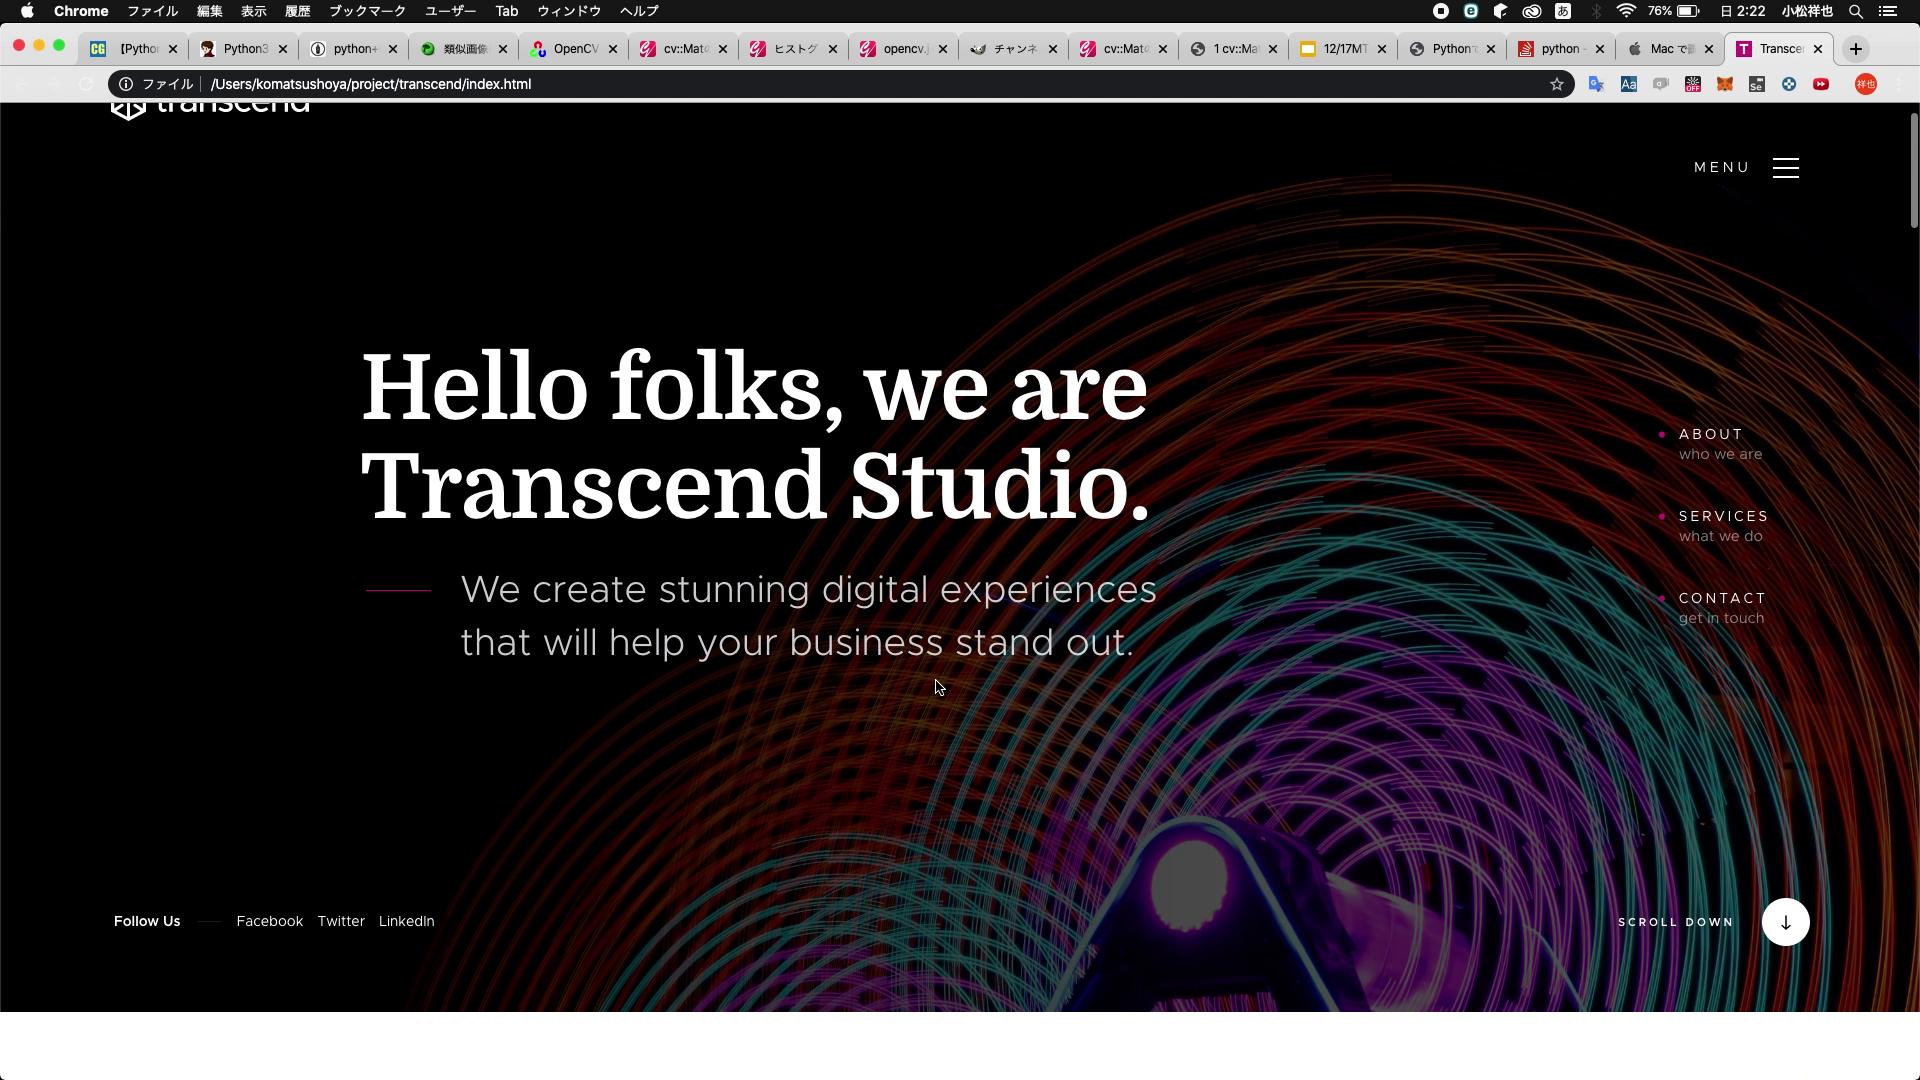 Chrome ファイル 編集 表示 履歴 ブックマーク ユーザー Tab ウィンドウ ヘルプ 76% 日 2:22 小松祥也
【Pytho Python3 python+ 類似画像 OpenCV cv::Mat ヒストグ opencv.j チャンネ cv::Mat 1 cv::Ma 12/17MT Python python - Mac で Transce
ファイル /Users/komatsushoya/project/transcend/index.html
transcend
MENU
Hello folks, we are
Transcend Studio.
We create stunning digital experiences
that will help your business stand out.
ABOUT
who we are
SERVICES
what we do
CONTACT
get in touch
Follow Us Facebook Twitter LinkedIn
SCROLL DOWN